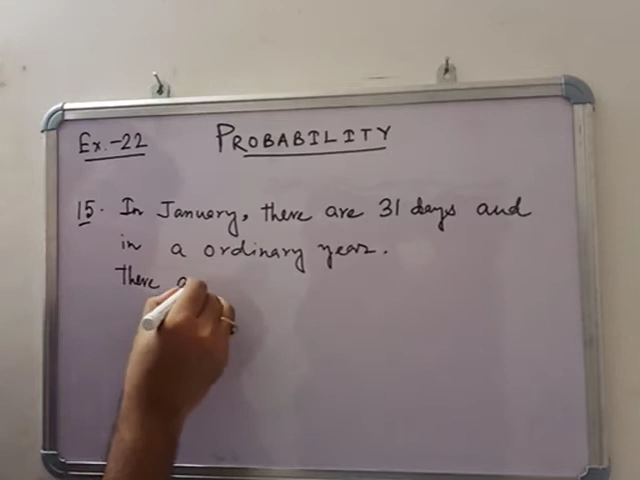 Ex.-22
PROBABILITY
15. In January, there are 31 days and
in a ordinary year.
There a